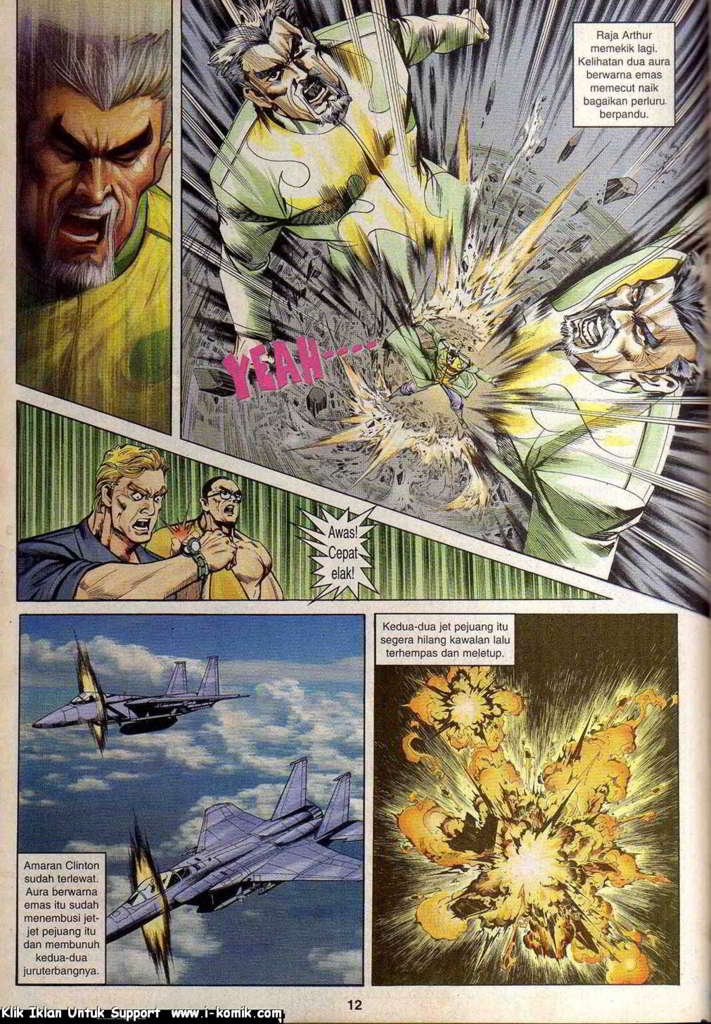 Raja Arthur
memekik lagi.
Kelihatan dua aura
berwarna emas
memecut naik
bagaikan perluru.
berpandu.
YEAH----
Awas!
Cepat
elak!
Amaran Clinton
sudah terlewat.
Aura berwarna
emas itu sudah
menembusi jet-
jet pejuang itu
dan membunuh
kedua-dua
juruterbangnya.
Kedua-dua jet pejuang itu
segera hilang kawalan lalu
terhempas dan meletup.
12
Klik Iklan Untuk Support www.i-komik.com